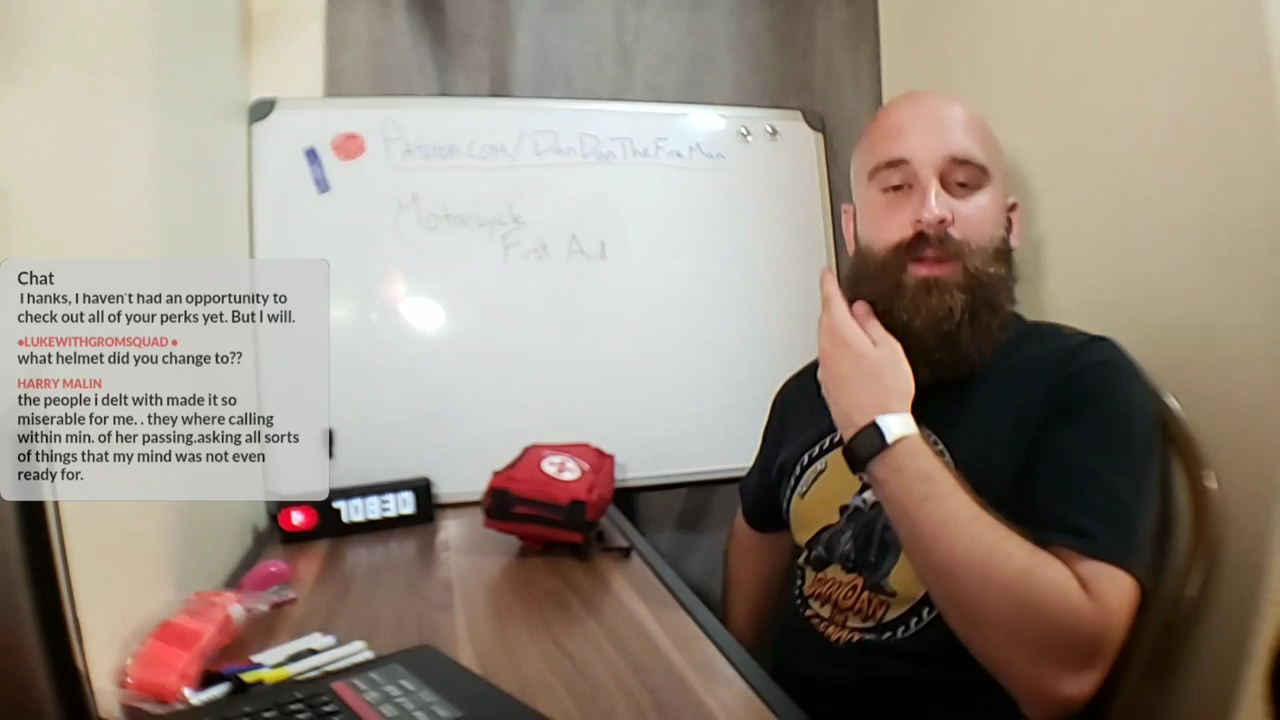 Patreon.com/DanDanTheFireMan
Motorcycle
First Aid
Chat
Thanks, I haven't had an opportunity to
check out all of your perks yet. But I will.
•LUKEWITHGROMSQUAD •
what helmet did you change to??
HARRY MALIN
the people i delt with made it so
miserable for me. . they where calling
within min. of her passing.asking all sorts
of things that my mind was not even
ready for.
DAN